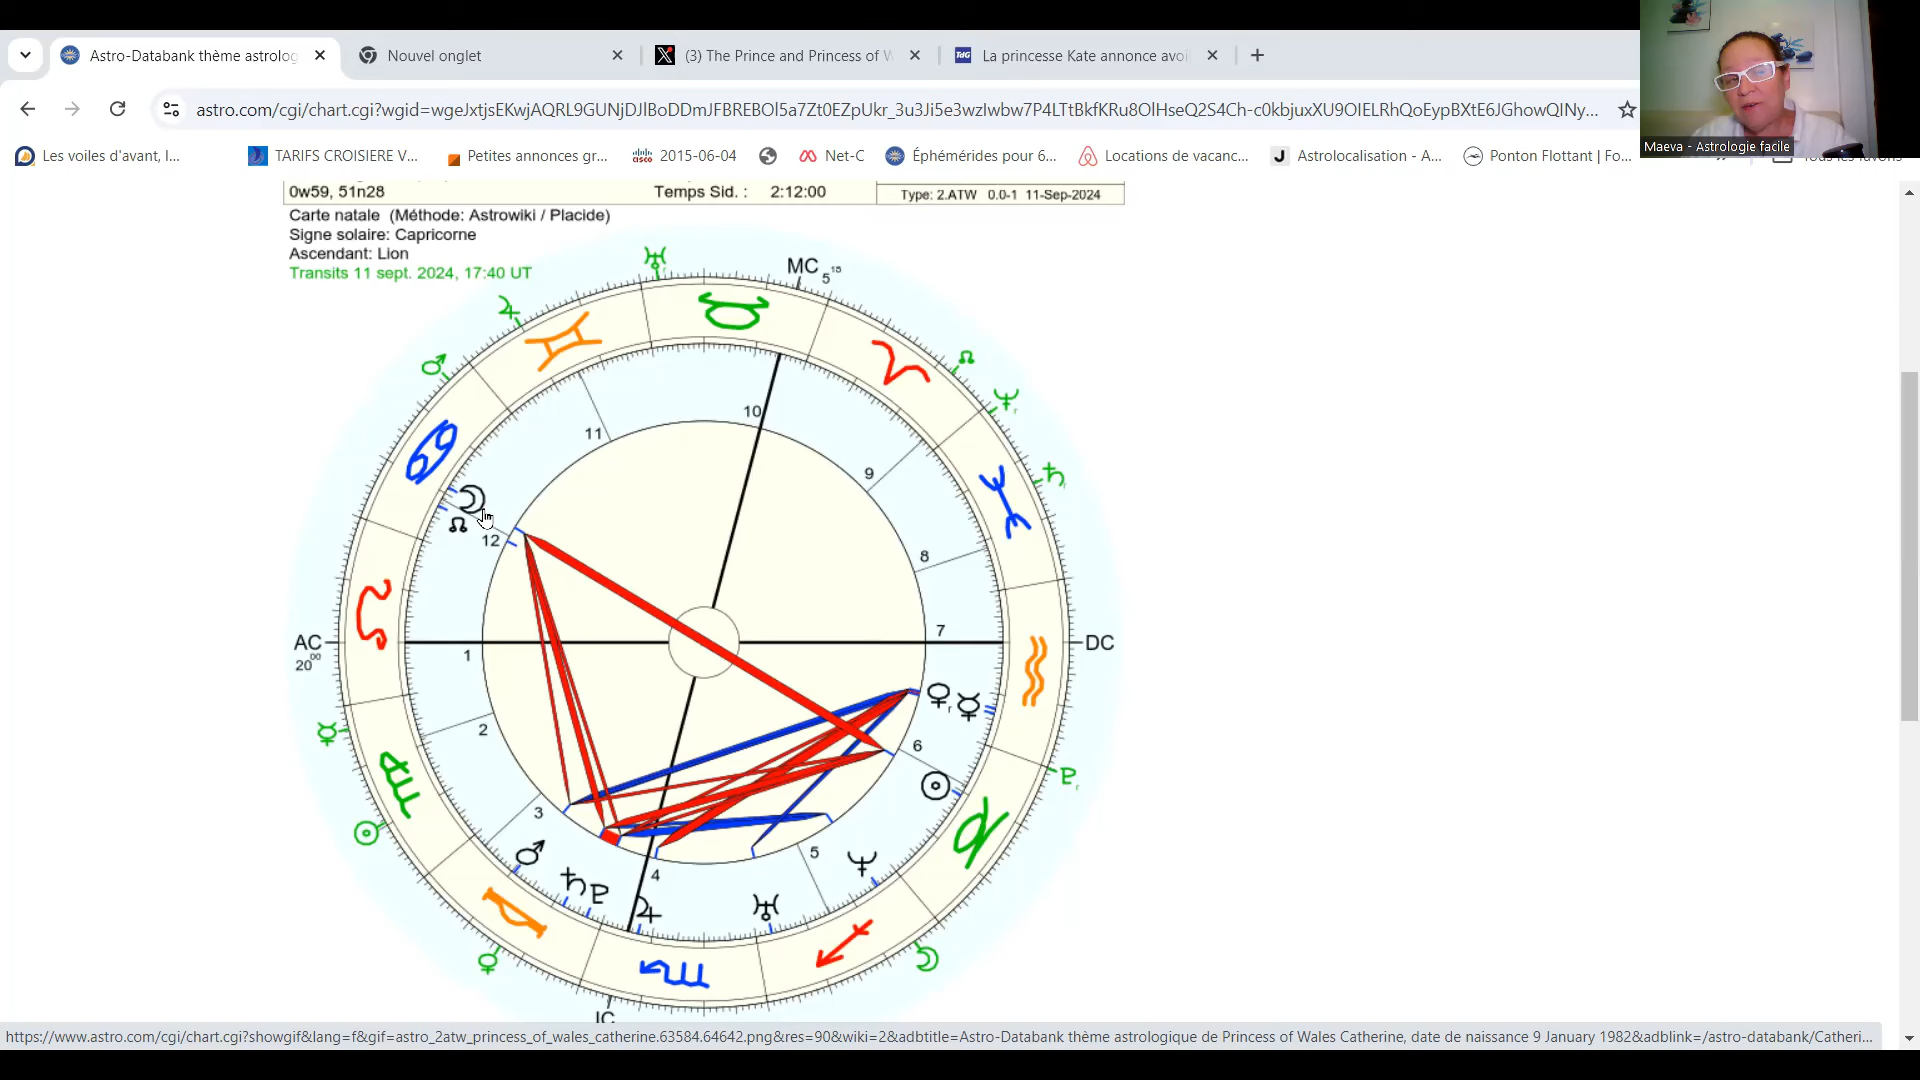 Astro-Databank thème astrolog
Nouvel onglet
(3) The Prince and Princess of W
La princesse Kate annonce avoi
astro.com/cgi/chart.cgi?wgid=wgeJxtjsEKwjAQRL9GUNjDJlBoDDmJFBREBOl5a7Zt0EZpUkr_3u3Ji5e3wzIwbw7P4LTtBkfKRu8OlHseQ2S4Ch-c0kbjuxXU9OIELRhQoEypBXtE6JGhowQINy...
Maeva - Astrologie facile
Les voiles d'avant, l...
TARIFS CROISIERE V...
Petites annonces gr...
2015-06-04
Net-C
Éphémérides pour 6...
Locations de vacanc...
Astrolocalisation - A...
Ponton Flottant | Fo...
0w59, 51n28
Temps Sid. : 2:12:00
Type: 2.ATW 0.0-1 11-Sep-2024
Carte natale (Méthode: Astrowiki / Placide)
Signe solaire: Capricorne
Ascendant: Lion
Transits 11 sept. 2024, 17:40 UT
MC 5 15
10
11
9
12
8
AC
20 00
7
DC
1
2
6
3
5
4
IC
https://www.astro.com/cgi/chart.cgi?showgif&lang=f&gif=astro_2atw_princess_of_wales_catherine.63584.64642.png&res=90&wiki=2&adbtitle=Astro-Databank thème astrologique de Princess of Wales Catherine, date de naissance 9 January 1982&adblink=/astro-databank/Catheri...